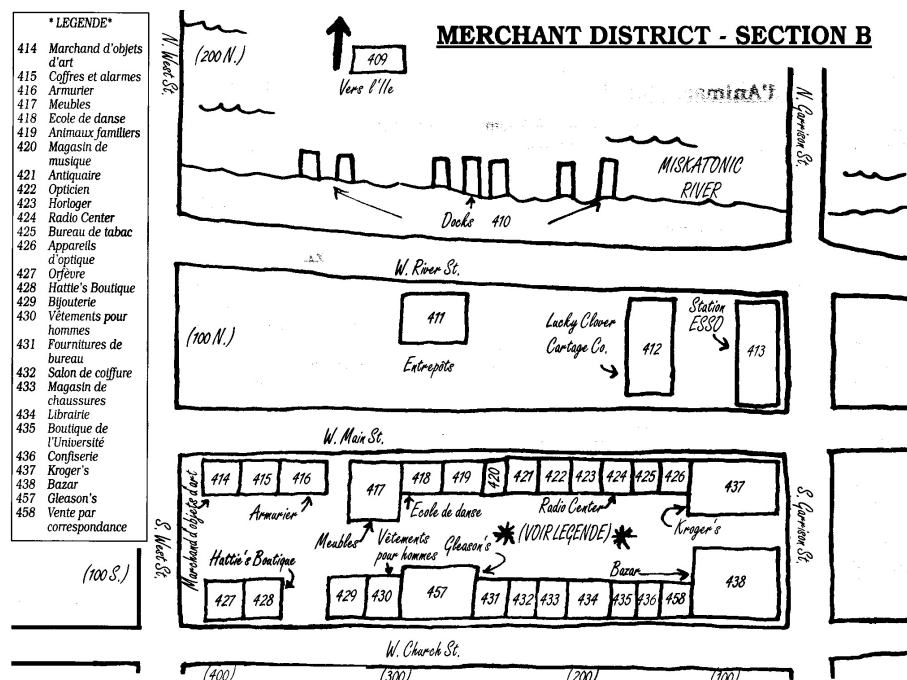 * LEGENDE*
414 Marchand d'objets
d'art
415 Coffres et alarmes
416 Armurier
417 Meubles
418 Ecole de danse
419 Animaux familiers
420 Magasin de
musique
421 Antiquaire
422 Opticien
423 Horloger
424 Radio Center
425 Bureau de tabac
426 Appareils
d'optique
427 Orfèvre
428 Hattie's Boutique
429 Bijouterie
430 Vêtements pour
hommes
431 Fournitures de
bureau
432 Salon de coiffure
433 Magasin de
chaussures
434 Librairie
435 Boutique de
l'Université
436 Confiserie
437 Kroger's
438 Bazar
457 Gleason's
458 Vente par
correspondance
MERCHANT DISTRICT - SECTION B
N. West St.
(200 N.)
409
Vers l'Ile
N. Garrison St.
MISKATONIC
RIVER
Docks 410
W. River St.
(100 N.)
411
Entrepôts
Lucky Clover
Cartage Co.
412
Station
ESSO
413
W. Main St.
414 415 416 417 418 419 420 421 422 423 424 425 426 437
Armurier
Marchand d'objets d'art
Ecole de danse
Radio Center
Kroger's
Meubles
Vêtements
pour hommes
Gleason's
(VOIR LEGENDE)
Hattie's Boutique
Bazar
S. West St.
S. Garrison St.
(100 S.)
427 428 429 430 457 431 432 433 434 435 436 458 438
W. Church St.
(400) (300) (200) (100)